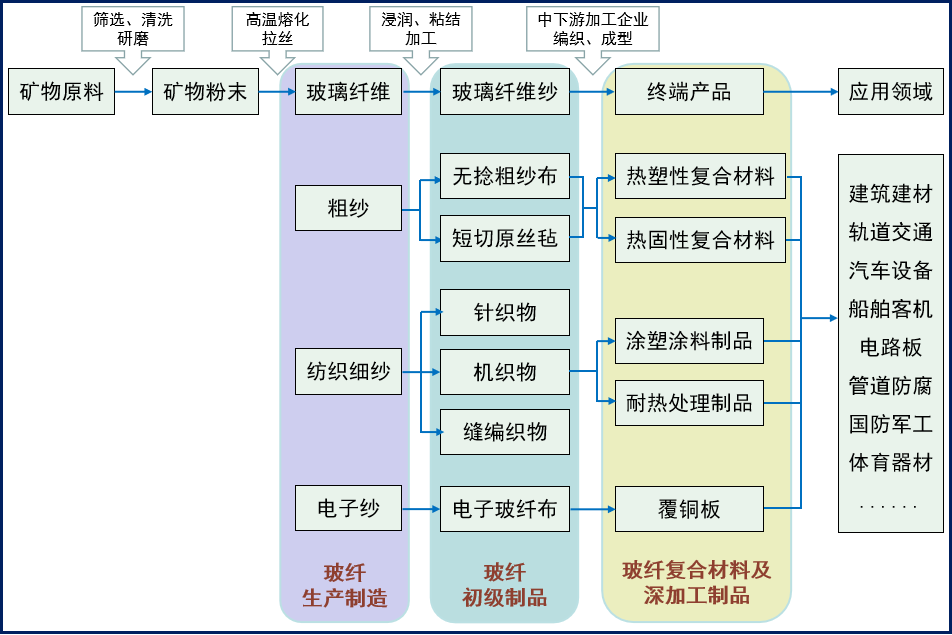 筛选、清洗
研磨
高温熔化
拉丝
浸润、粘结
加工
中下游加工企业
编织、成型
矿物原料
矿物粉末
玻璃纤维
玻璃纤维纱
终端产品
应用领域
粗纱
无捻粗纱布
短切原丝毡
热塑性复合材料
热固性复合材料
纺织细纱
针织物
机织物
缝编织物
涂塑涂料制品
耐热处理制品
电子纱
电子玻纤布
覆铜板
建筑建材
轨道交通
汽车设备
船舶客机
电路板
管道防腐
国防军工
体育器材
......
玻纤
生产制造
玻纤
初级制品
玻纤复合材料及
深加工制品